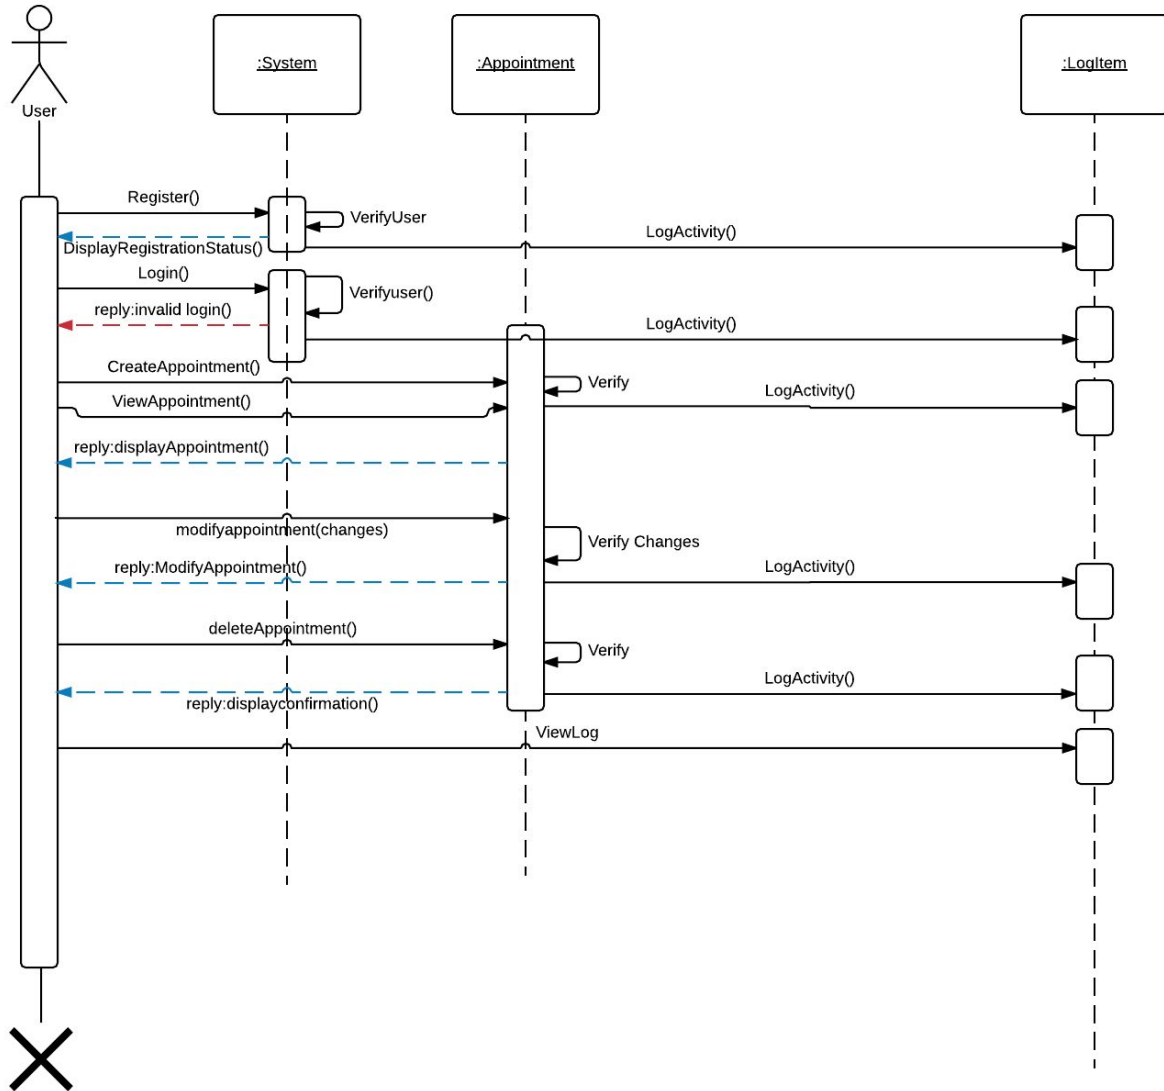 :System
:Appointment
:LogItem
User
Register()
VerifyUser
LogActivity()
DisplayRegistrationStatus()
Login()
Verifyuser()
reply:invalid login()
LogActivity()
CreateAppointment()
Verify
LogActivity()
ViewAppointment()
reply:displayAppointment()
modifyappointment(changes)
Verify Changes
reply:ModifyAppointment()
LogActivity()
deleteAppointment()
Verify
LogActivity()
reply:displayconfirmation()
ViewLog